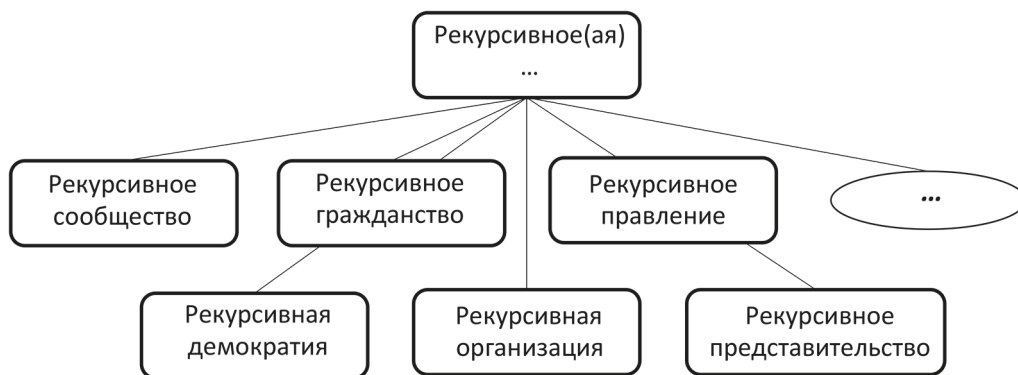 Рекурсивное(ая)
...
Рекурсивное
сообщество
Рекурсивное
гражданство
Рекурсивное
правление
...
Рекурсивная
демократия
Рекурсивная
организация
Рекурсивное
представительство